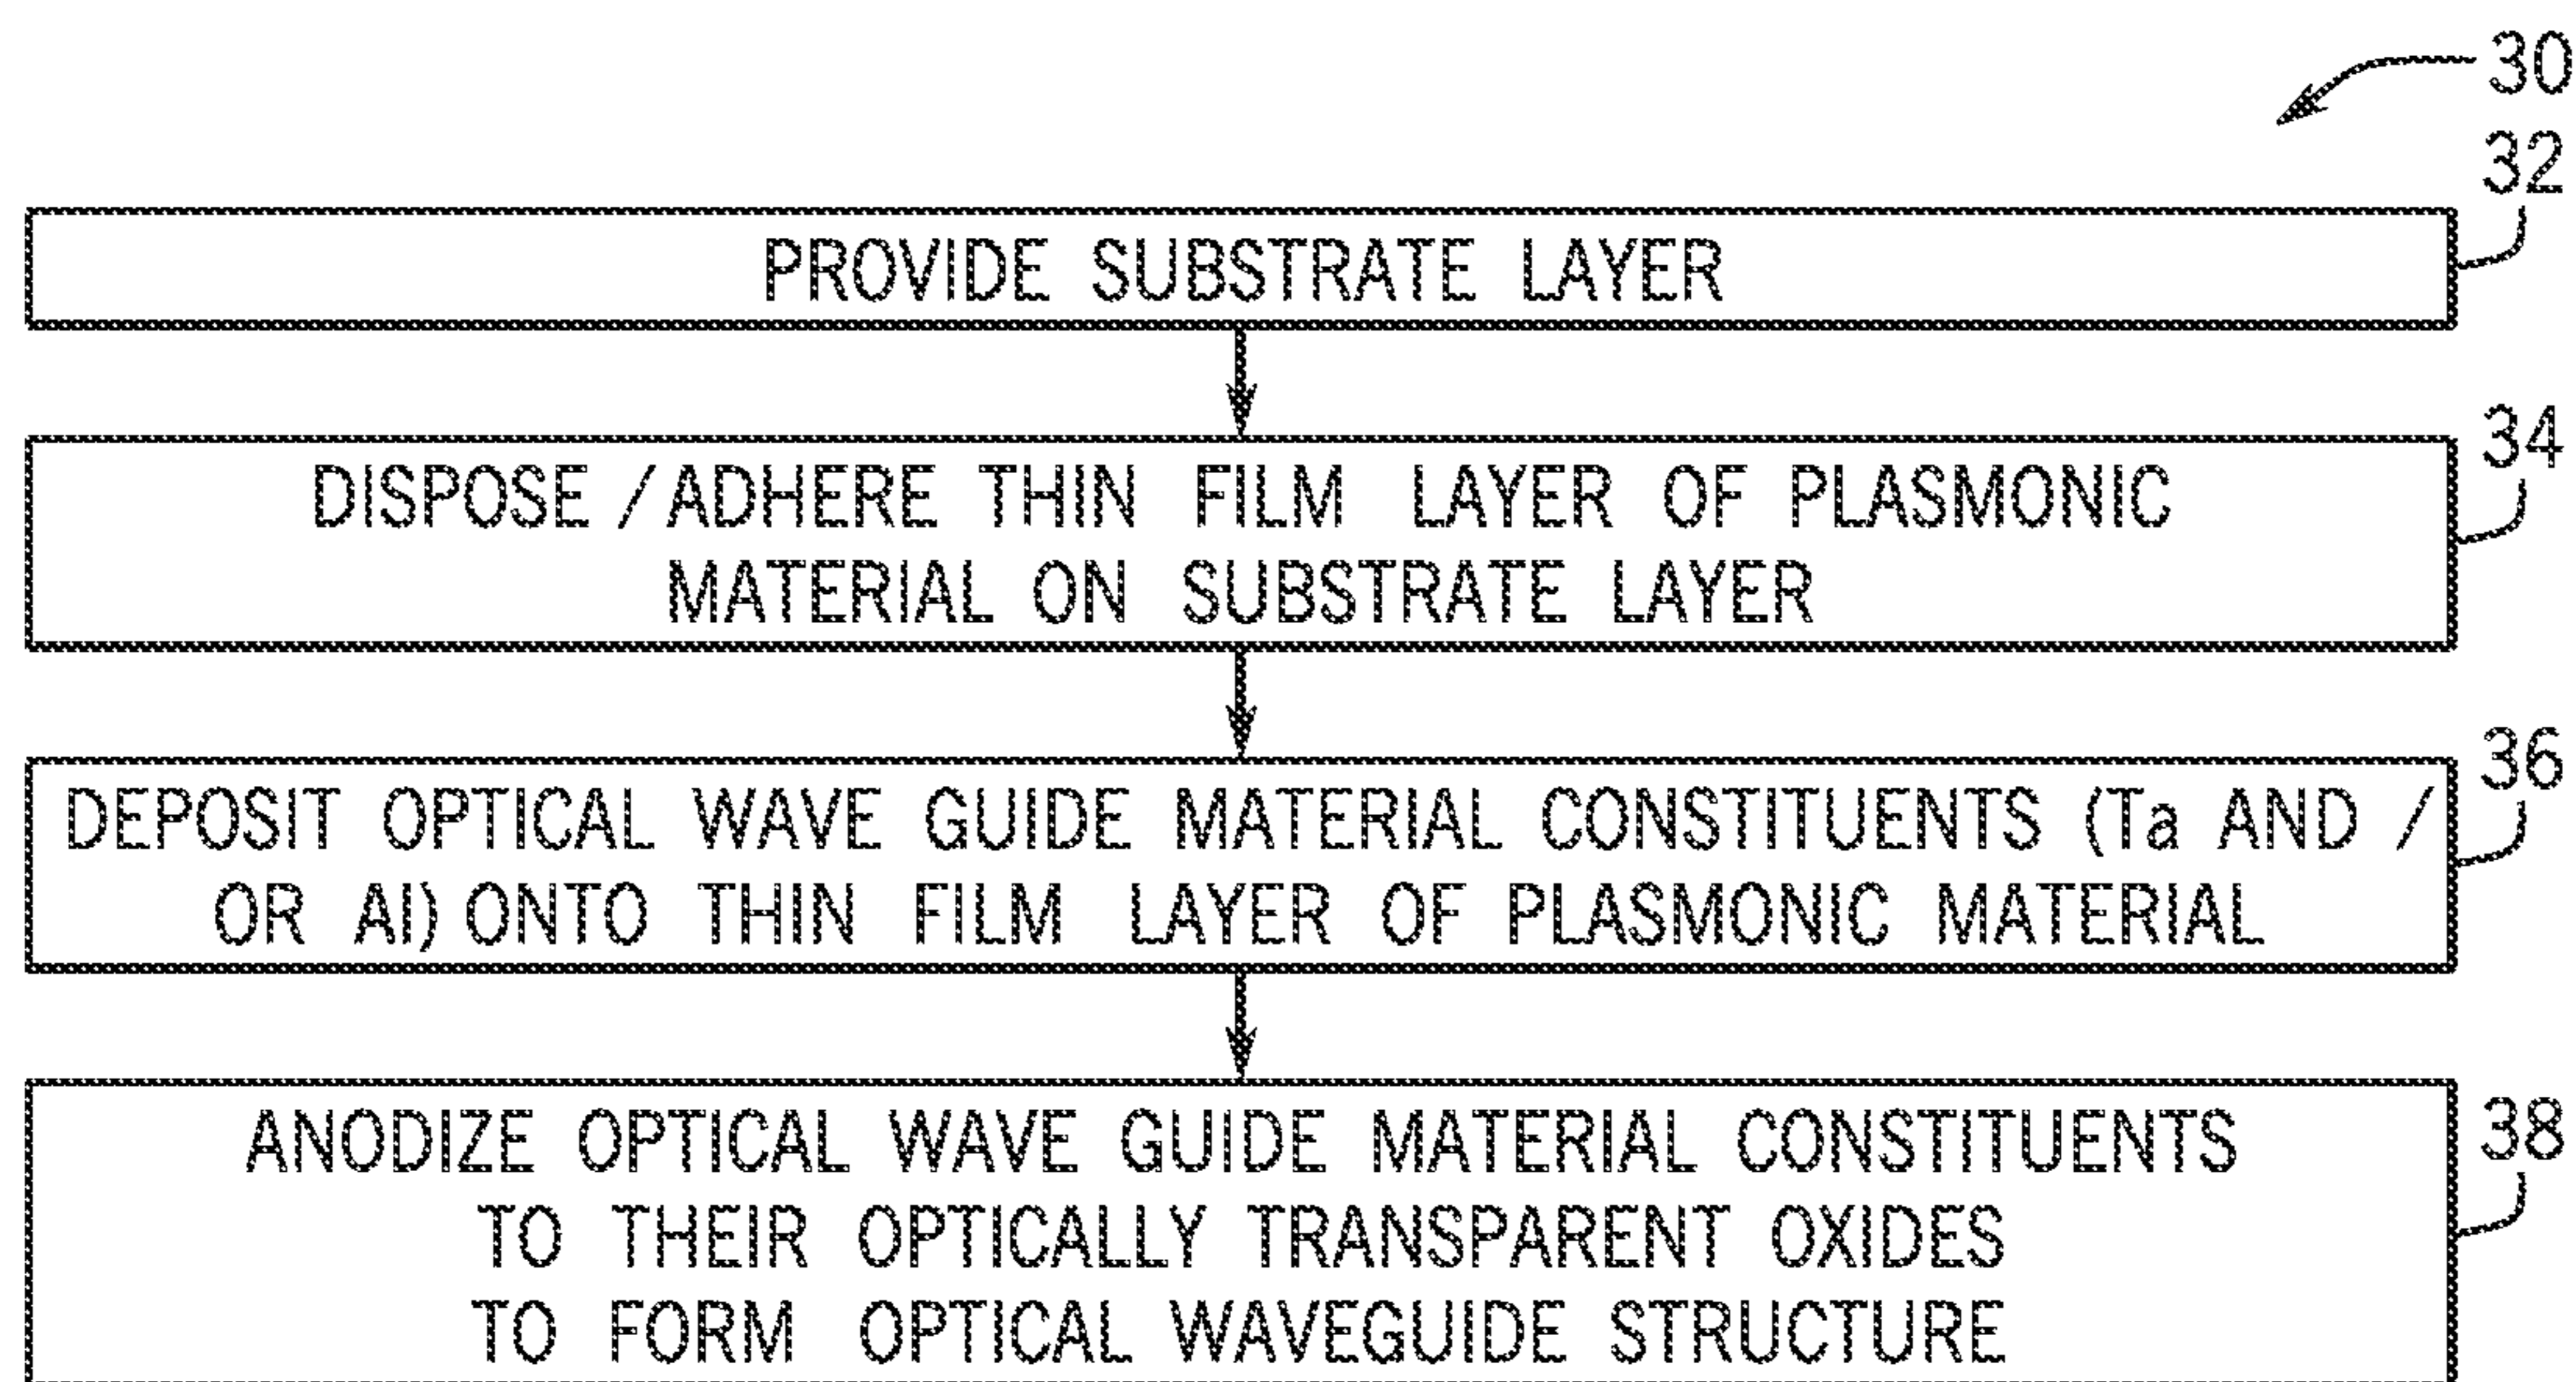 30
32
PROVIDE SUBSTRATE LAYER
34
DISPOSE / ADHERE THIN FILM LAYER OF PLASMONIC
MATERIAL ON SUBSTRATE LAYER
36
DEPOSIT OPTICAL WAVE GUIDE MATERIAL CONSTITUENTS (Ta AND /
OR Al) ONTO THIN FILM LAYER OF PLASMONIC MATERIAL
38
ANODIZE OPTICAL WAVE GUIDE MATERIAL CONSTITUENTS
TO THEIR OPTICALLY TRANSPARENT OXIDES
TO FORM OPTICAL WAVEGUIDE STRUCTURE